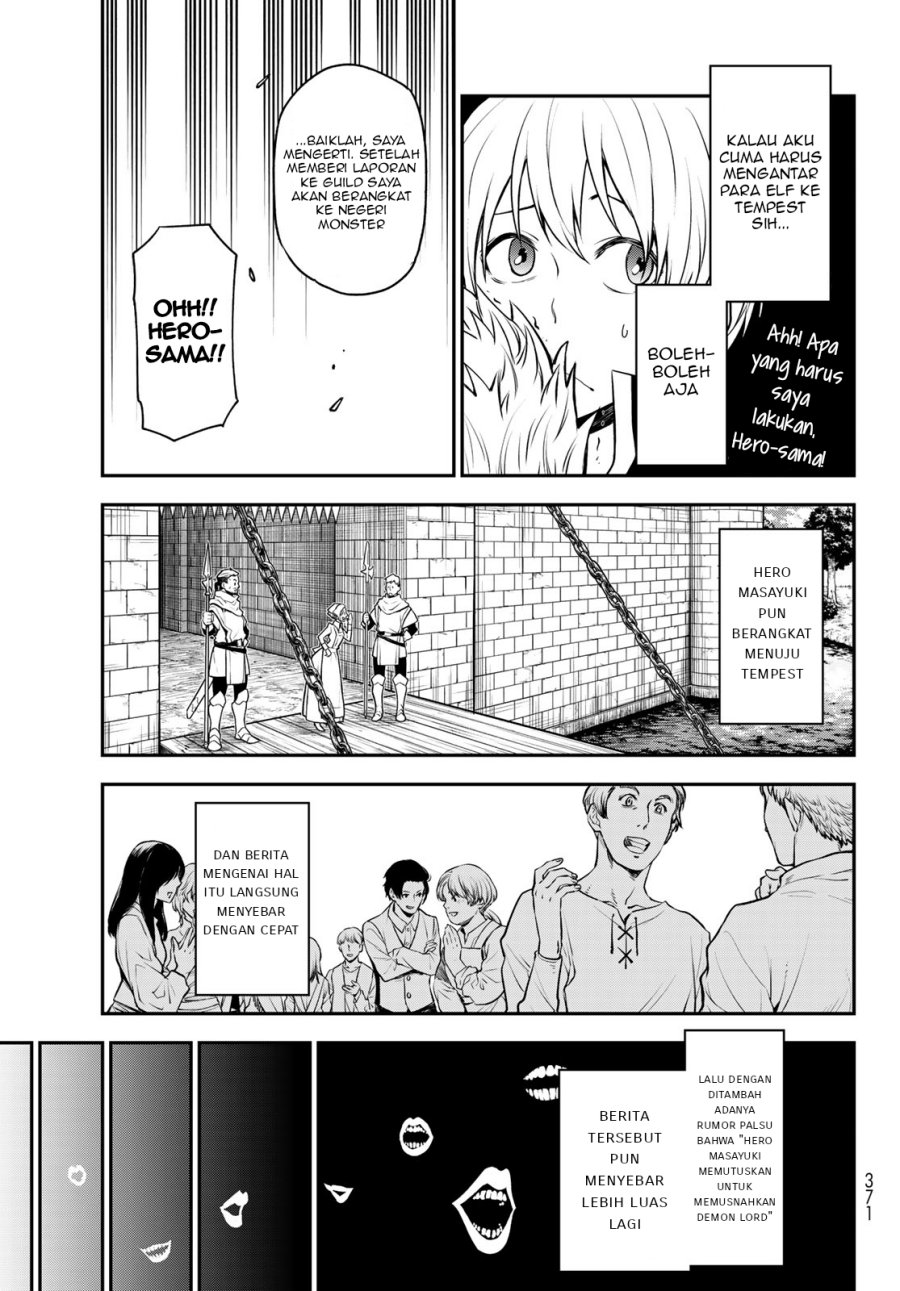 KALAU AKU
CUMA HARUS
MENGANTAR
PARA ELF KE
TEMPEST
SIH...
BOLEH-
BOLEH
AJA
Ahh! Apa
yang harus
saya
lakukan,
Hero-sama!
...BAIKLAH, SAYA
MENGERTI. SETELAH
MEMBERI LAPORAN
KE GUILD SAYA
AKAN BERANGKAT
KE NEGERI
MONSTER
OHH!!
HERO-
SAMA!!
HERO
MASAYUKI
PUN
BERANGKAT
MENUJU
TEMPEST
DAN BERITA
MENGENAI HAL
ITU LANGSUNG
MENYEBAR
DENGAN CEPAT
LALU DENGAN
DITAMBAH
ADANYA
RUMOR PALSU
BAHWA "HERO
MASAYUKI
MEMUTUSKAN
UNTUK
MEMUSNAHKAN
DEMON LORD"
BERITA
TERSEBUT
PUN
MENYEBAR
LEBIH LUAS
LAGI
371